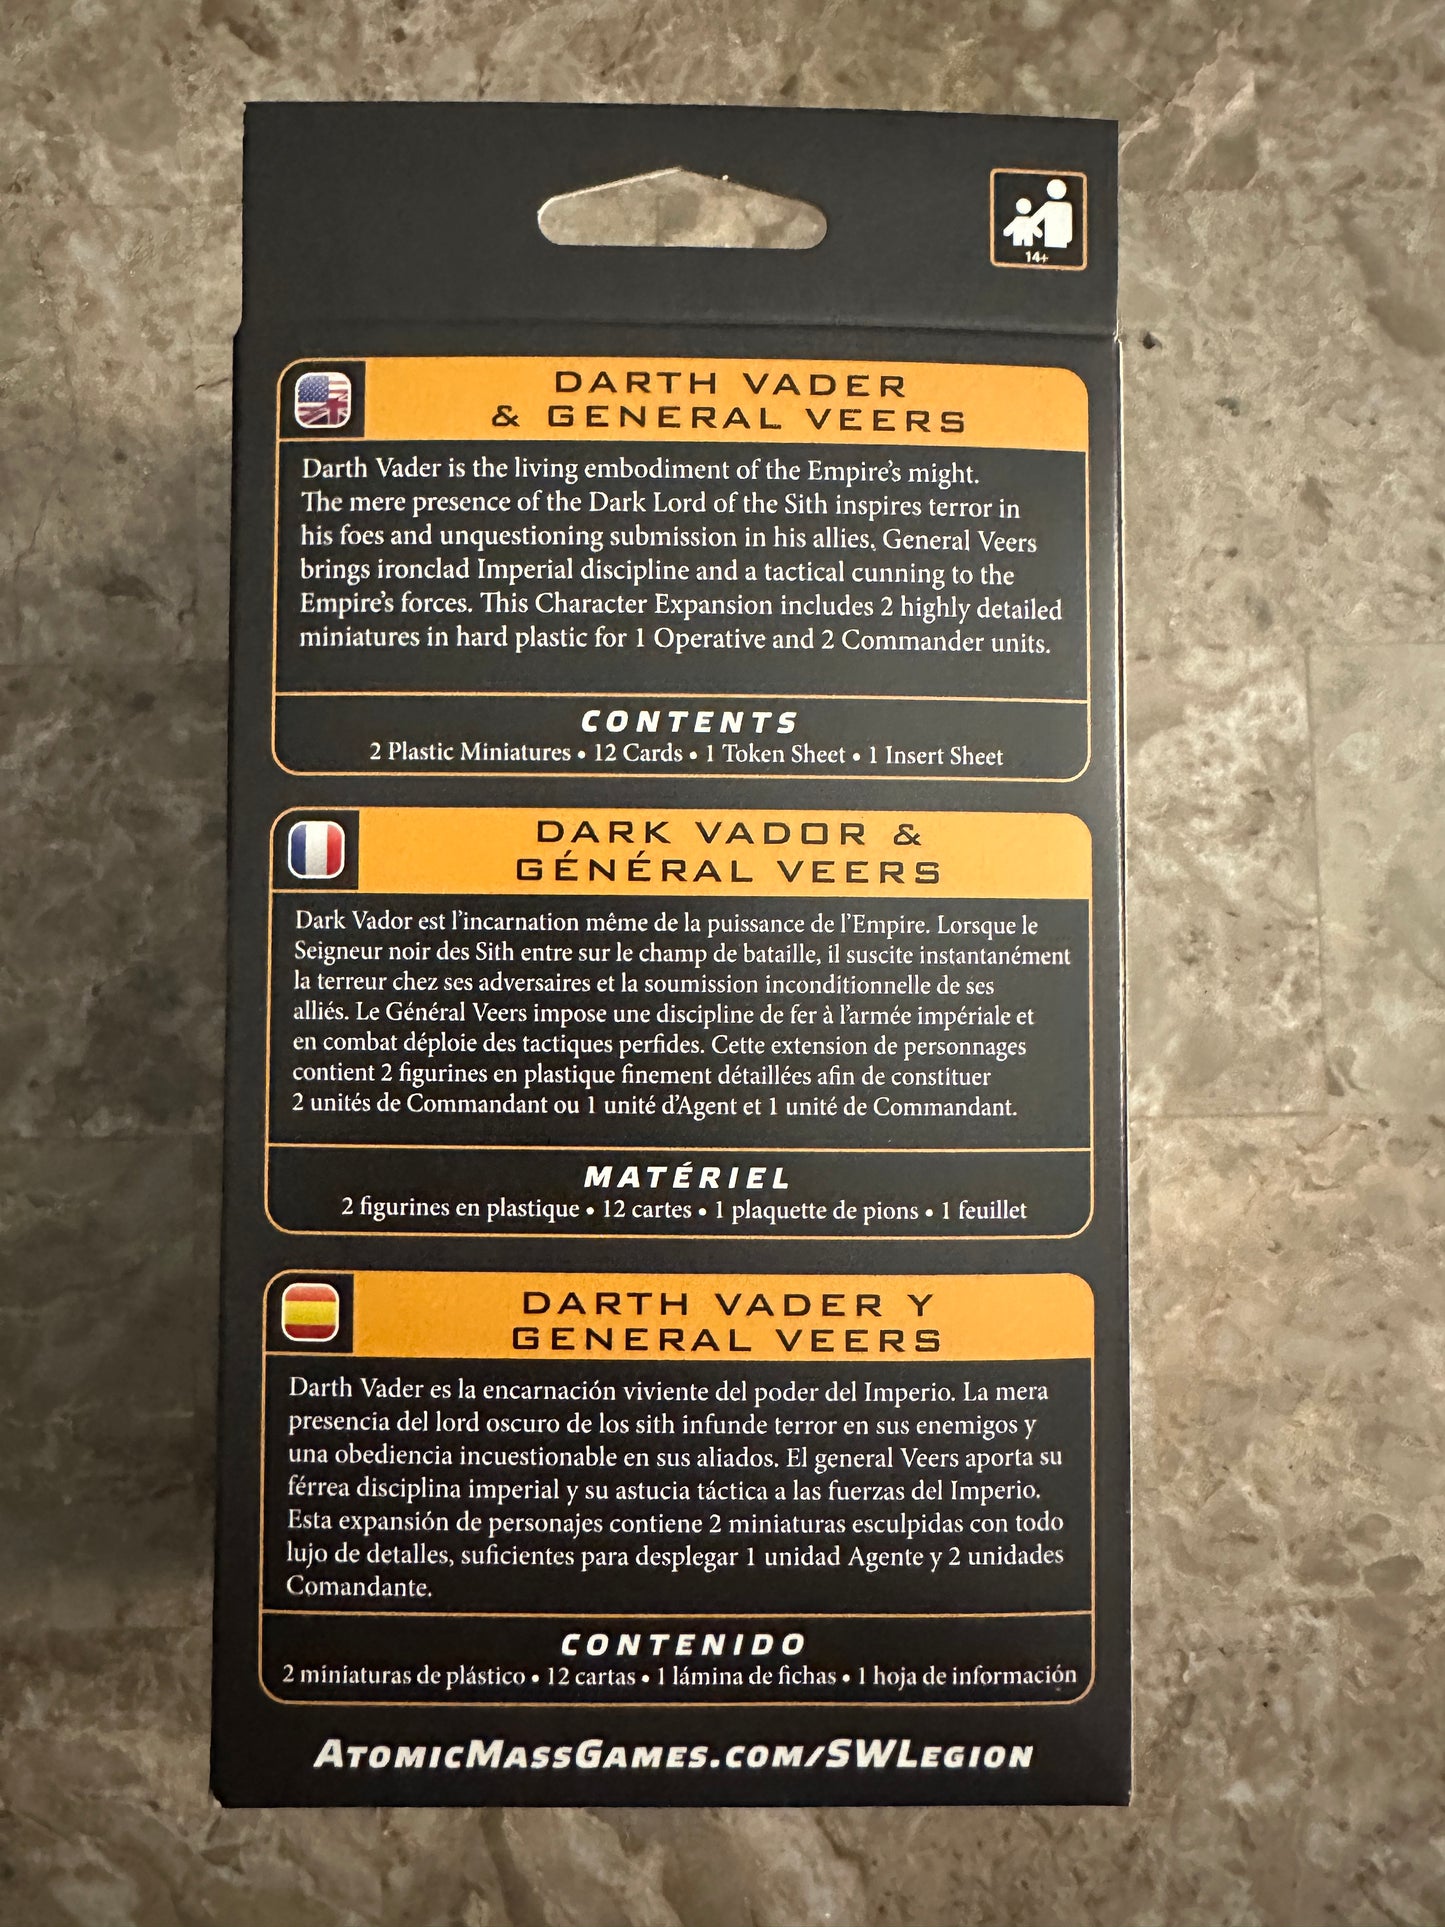 14+
DARTH VADER
& GENERAL VEERS
Darth Vader is the living embodiment of the Empire's might.
The mere presence of the Dark Lord of the Sith inspires terror in
his foes and unquestioning submission in his allies. General Veers
brings ironclad Imperial discipline and a tactical cunning to the
Empire's forces. This Character Expansion includes 2 highly detailed
miniatures in hard plastic for 1 Operative and 2 Commander units.
CONTENTS
2 Plastic Miniatures • 12 Cards • 1 Token Sheet • 1 Insert Sheet
DARK VADOR &
GÉNÉRAL VEERS
Dark Vador est l'incarnation même de la puissance de l'Empire. Lorsque le
Seigneur noir des Sith entre sur le champ de bataille, il suscite instantanément
la terreur chez ses adversaires et la soumission inconditionnelle de ses
alliés. Le Général Veers impose une discipline de fer à l'armée impériale et
en combat déploie des tactiques perfides. Cette extension de personnages
contient 2 figurines en plastique finement détaillées afin de constituer
2 unités de Commandant ou 1 unité d'Agent et 1 unité de Commandant.
MATÉRIEL
2 figurines en plastique • 12 cartes • 1 plaquette de pions • 1 feuillet
DARTH VADER Y
GENERAL VEERS
Darth Vader es la encarnación viviente del poder del Imperio. La mera
presencia del lord oscuro de los sith infunde terror en sus enemigos y
una obediencia incuestionable en sus aliados. El general Veers aporta su
férrea disciplina imperial y su astucia táctica a las fuerzas del Imperio.
Esta expansión de personajes contiene 2 miniaturas esculpidas con todo
lujo de detalles, suficientes para desplegar 1 unidad Agente y 2 unidades
Comandante.
CONTENIDO
2 miniaturas de plástico • 12 cartas • 1 lámina de fichas • 1 hoja de información
ATOMICMASSGAMES.COM/SWLEGION